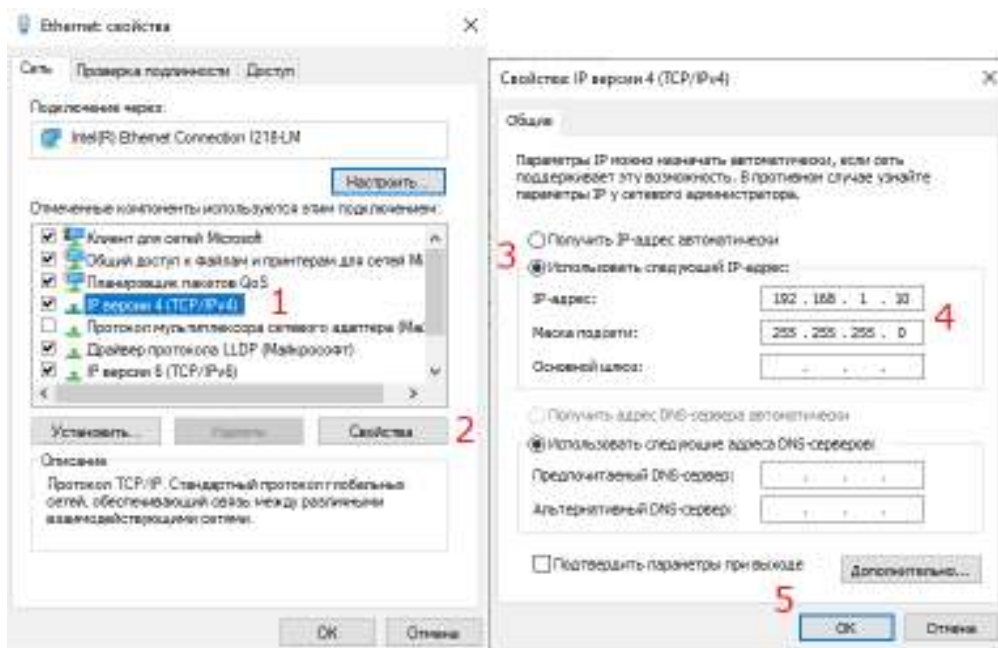 Ethernet: свойства
Сеть Проверка подлинности Доступ
Подключение через:
Intel(R) Ethernet Connection I218-LM
Настроить...
Отмеченные компоненты используются этим подключением:
Клиент для сетей Microsoft
Общий доступ к файлам и принтерам для сетей Mi
Планировщик пакетов QoS
IP версии 4 (TCP/IPv4)
1
Протокол мультиплексора сетевого адаптера (Май
Драйвер протокола LLDP (Майкрософт)
IP версии 6 (TCP/IPv6)
Установить...
Удалить
Свойства
2
Описание
Протокол TCP/IP. Стандартный протокол глобальных
сетей, обеспечивающий связь между различными
взаимодействующими сетями.
ОК
Отмена
Свойства: IP версии 4 (TCP/IPv4)
Общие
Параметры IP можно назначать автоматически, если сеть
поддерживает эту возможность. В противном случае узнайте
параметры IP у сетевого администратора.
Получить IP-адрес автоматически
3
Использовать следующий IP-адрес:
IP-адрес: 192 . 168 . 1 . 10
4
Маска подсети: 255 . 255 . 255 . 0
Основной шлюз: . . .
Получить адрес DNS-сервера автоматически
Использовать следующие адреса DNS-серверов:
Предпочитаемый DNS-сервер: . . .
Альтернативный DNS-сервер: . . .
Подтвердить параметры при выходе
Дополнительно...
5
ОК
Отмена